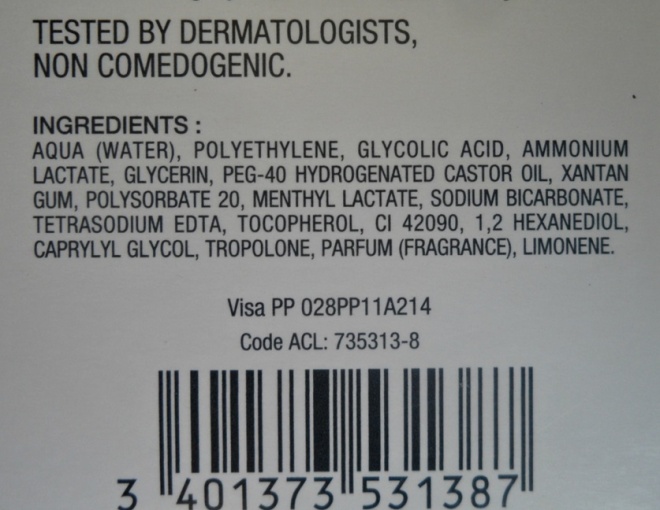 TESTED BY DERMATOLOGISTS,
NON COMEDOGENIC.
INGREDIENTS :
AQUA (WATER), POLYETHYLENE, GLYCOLIC ACID, AMMONIUM
LACTATE, GLYCERIN, PEG-40 HYDROGENATED CASTOR OIL, XANTAN
GUM, POLYSORBATE 20, MENTHYL LACTATE, SODIUM BICARBONATE,
TETRASODIUM EDTA, TOCOPHEROL, CI 42090, 1,2 HEXANEDIOL,
CAPRYLYL GLYCOL, TROPOLONE, PARFUM (FRAGRANCE), LIMONENE.
Visa PP 028PP11A214
Code ACL: 735313-8
3 401373 531387